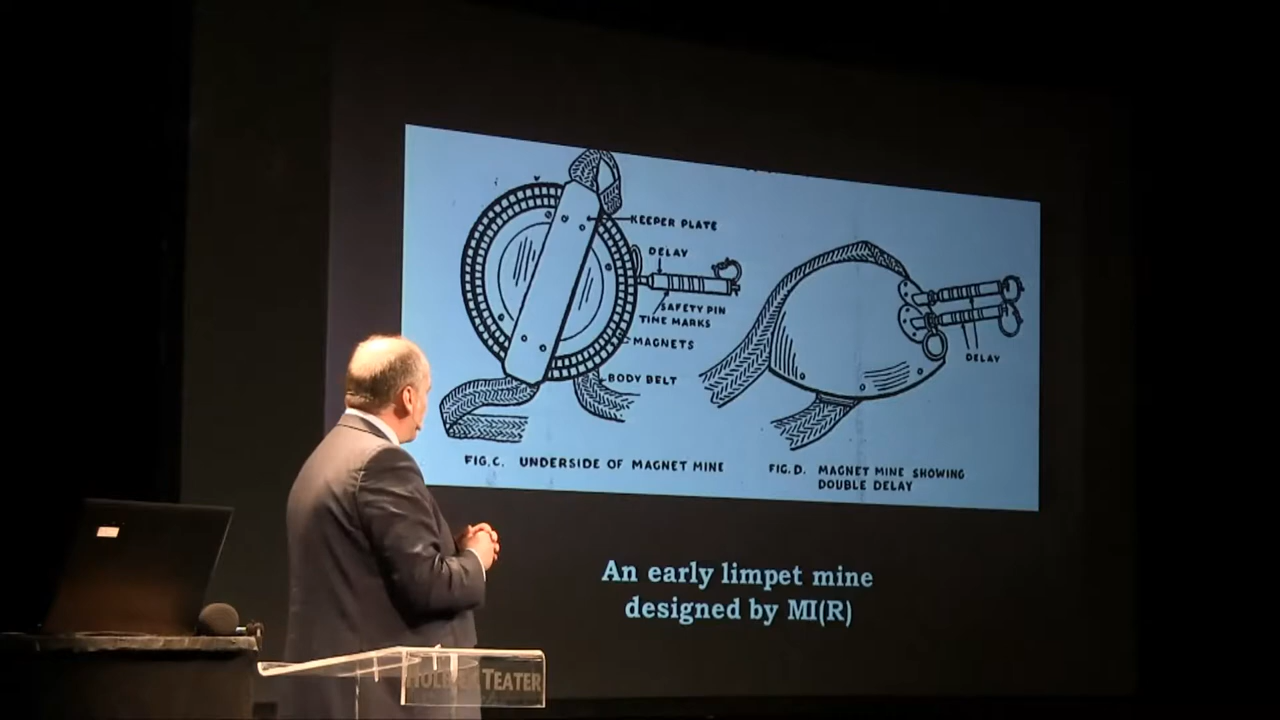 KEEPER PLATE
DELAY
SAFETY PIN
TIME MARKS
MAGNETS
BODY BELT
FIG.C. UNDERSIDE OF MAGNET MINE
DELAY
FIG.D. MAGNET MINE SHOWING
DOUBLE DELAY
An early limpet mine
designed by MI(R)
TEATER